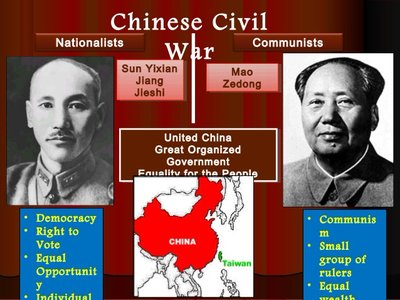 Chinese Civil
War
Nationalists
Communists
Sun Yixian
Jiang
Jieshi
Mao
Zedong
United China
Great Organized
Government
Equality for the People
• Democracy
• Right to
Vote
• Equal
Opportunit
y
• Individual
CHINA
Taiwan
• Communis
m
• Small
group of
rulers
• Equal
wealth